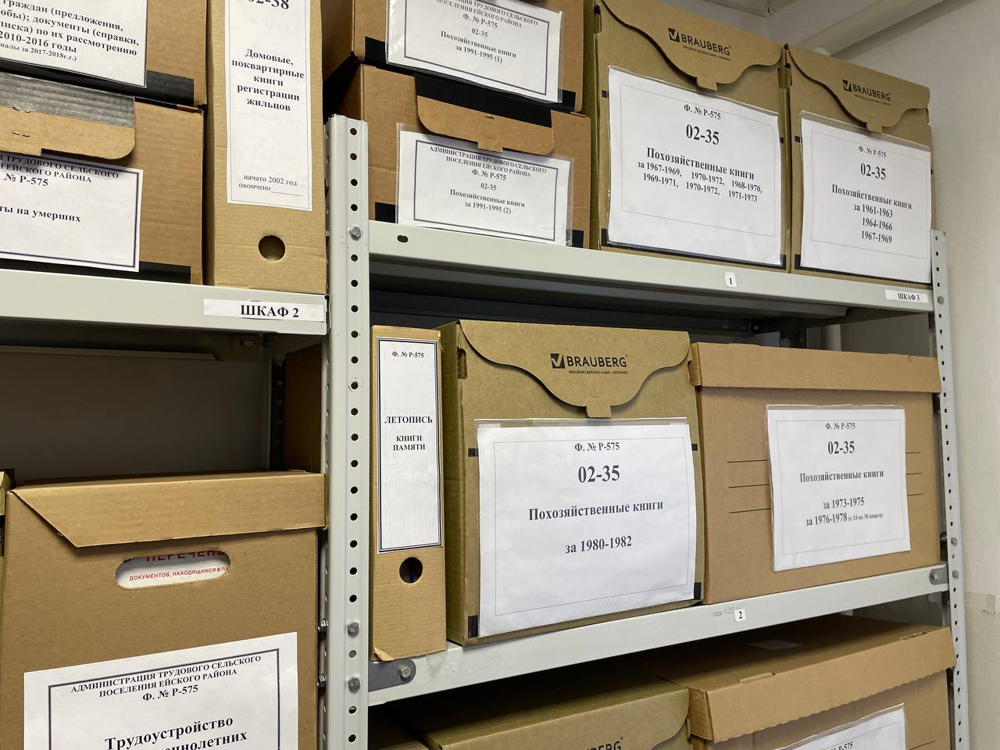 граждан (предложения,
документы (справки,
по их рассмотрению
2010-2016 годы
за 2017-2018г.г.)
ТРУДОВОГО СЕЛЬСКОГО
ЕЙСКОГО РАЙОНА
№ Р-575
на умерших
02-38
Домовые,
поквартирные
книги
регистрации
жильцов
начато 2002 год
окончено
ШКАФ 2
ПОСЕЛЕНИЯ ЕЙСКОГО РАЙОНА
Ф. № Р-575
02-35
Похозяйственные книги
за 1991-1995 (1)
АДМИНИСТРАЦИЯ ТРУДОВОГО СЕЛЬСКОГО
ПОСЕЛЕНИЯ ЕЙСКОГО РАЙОНА
Ф. № Р-575
02-35
Похозяйственные книги
за 1991-1995 (2)
BRAUBERG
Ф. № Р-575
02-35
Похозяйственные книги
за 1967-1969, 1970-1972, 1968-1970,
1969-1971, 1970-1972, 1971-1973
BRAUBERG
Ф. № Р-575
02-35
Похозяйственные книги
за 1961-1963
1964-1966
1967-1969
1
ШКАФ 3
Ф. № Р-575
ЛЕТОПИСЬ
КНИГИ
ПАМЯТИ
BRAUBERG
BRAUBERG BRANDS GMBH • GERMANY
Ф. № Р-575
02-35
Похозяйственные книги
за 1980-1982
Ф. № Р-575
02-35
Похозяйственные книги
за 1973-1975
за 1976-1978 (с 24 по 30 книги)
2
ДОКУМЕНТОВ, НАХОДЯЩИХСЯ В
АДМИНИСТРАЦИЯ ТРУДОВОГО СЕЛЬСКОГО
ПОСЕЛЕНИЯ ЕЙСКОГО РАЙОНА
Ф. № Р-575
Трудоустройство
BRAUBERG
№ Р-575